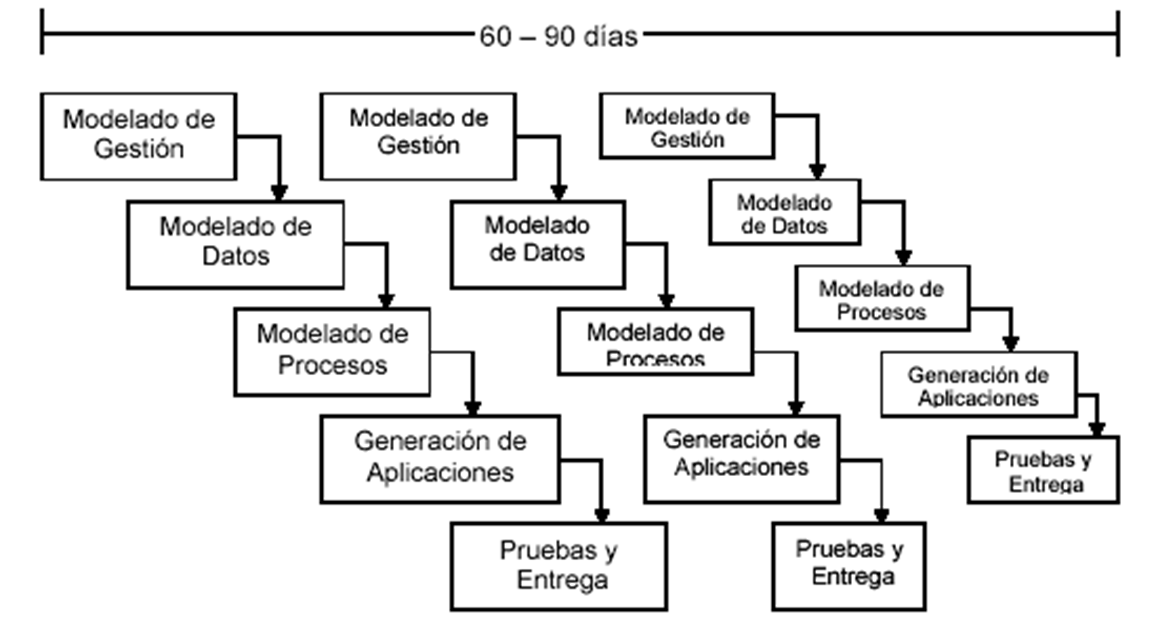 60 – 90 días
Modelado de
Gestión
Modelado de
Datos
Modelado de
Procesos
Generación de
Aplicaciones
Pruebas y
Entrega
Modelado de
Gestión
Modelado
de Datos
Modelado de
Procesos
Generación de
Aplicaciones
Pruebas y
Entrega
Modelado de
Gestión
Modelado
de Datos
Modelado de
Procesos
Generación de
Aplicaciones
Pruebas y
Entrega